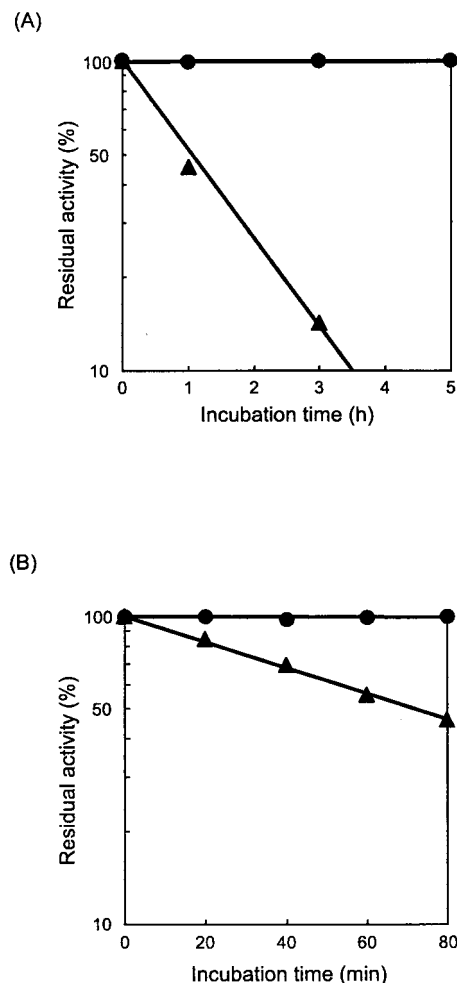 (A)
100
50
10
Residual activity (%)
0 1 2 3 4 5
Incubation time (h)
(B)
100
50
10
Residual activity (%)
0 20 40 60 80
Incubation time (min)